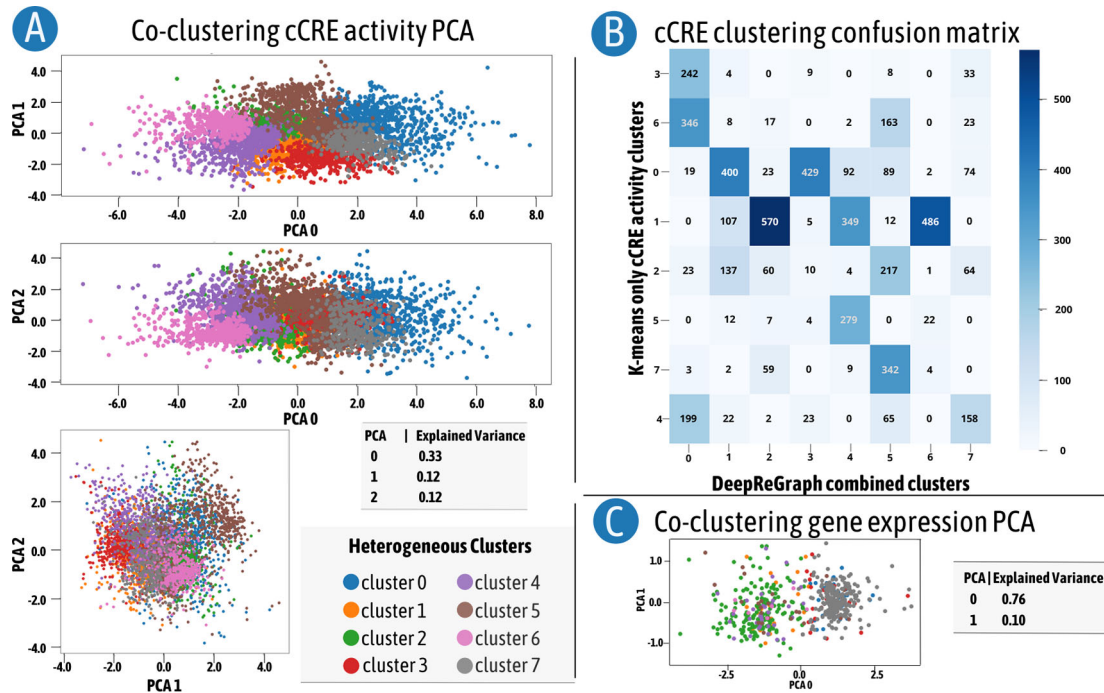 A
Co-clustering cCRE activity PCA
PCA 1
4.0
2.0
0.0
-2.0
-4.0
-6.0 -4.0 -2.0 0.0 2.0 4.0 6.0 8.0
PCA 0
PCA 2
4.0
2.0
0.0
-2.0
-4.0
-6.0 -4.0 -2.0 0.0 2.0 4.0 6.0 8.0
PCA 0
PCA 2
4.0
2.0
0.0
-2.0
-4.0
-4.0 -2.0 0.0 2.0 4.0
PCA 1
PCA | Explained Variance
0 0.33
1 0.12
2 0.12
Heterogeneous Clusters
cluster 0 cluster 4
cluster 1 cluster 5
cluster 2 cluster 6
cluster 3 cluster 7
B
cCRE clustering confusion matrix
K-means only cCRE activity clusters
3 242 4 0 9 0 8 0 33
6 346 8 17 0 2 163 0 23
0 19 400 23 429 92 89 2 74
1 0 107 570 5 349 12 486 0
2 23 137 60 10 4 217 1 64
5 0 12 7 4 279 0 22 0
7 3 2 59 0 9 342 4 0
4 199 22 2 23 0 65 0 158
0 1 2 3 4 5 6 7
DeepReGraph combined clusters
500
400
300
200
100
0
C
Co-clustering gene expression PCA
PCA 1
1.0
0.0
-1.0
-2.5 0.0 2.5
PCA 0
PCA | Explained Variance
0 0.76
1 0.10